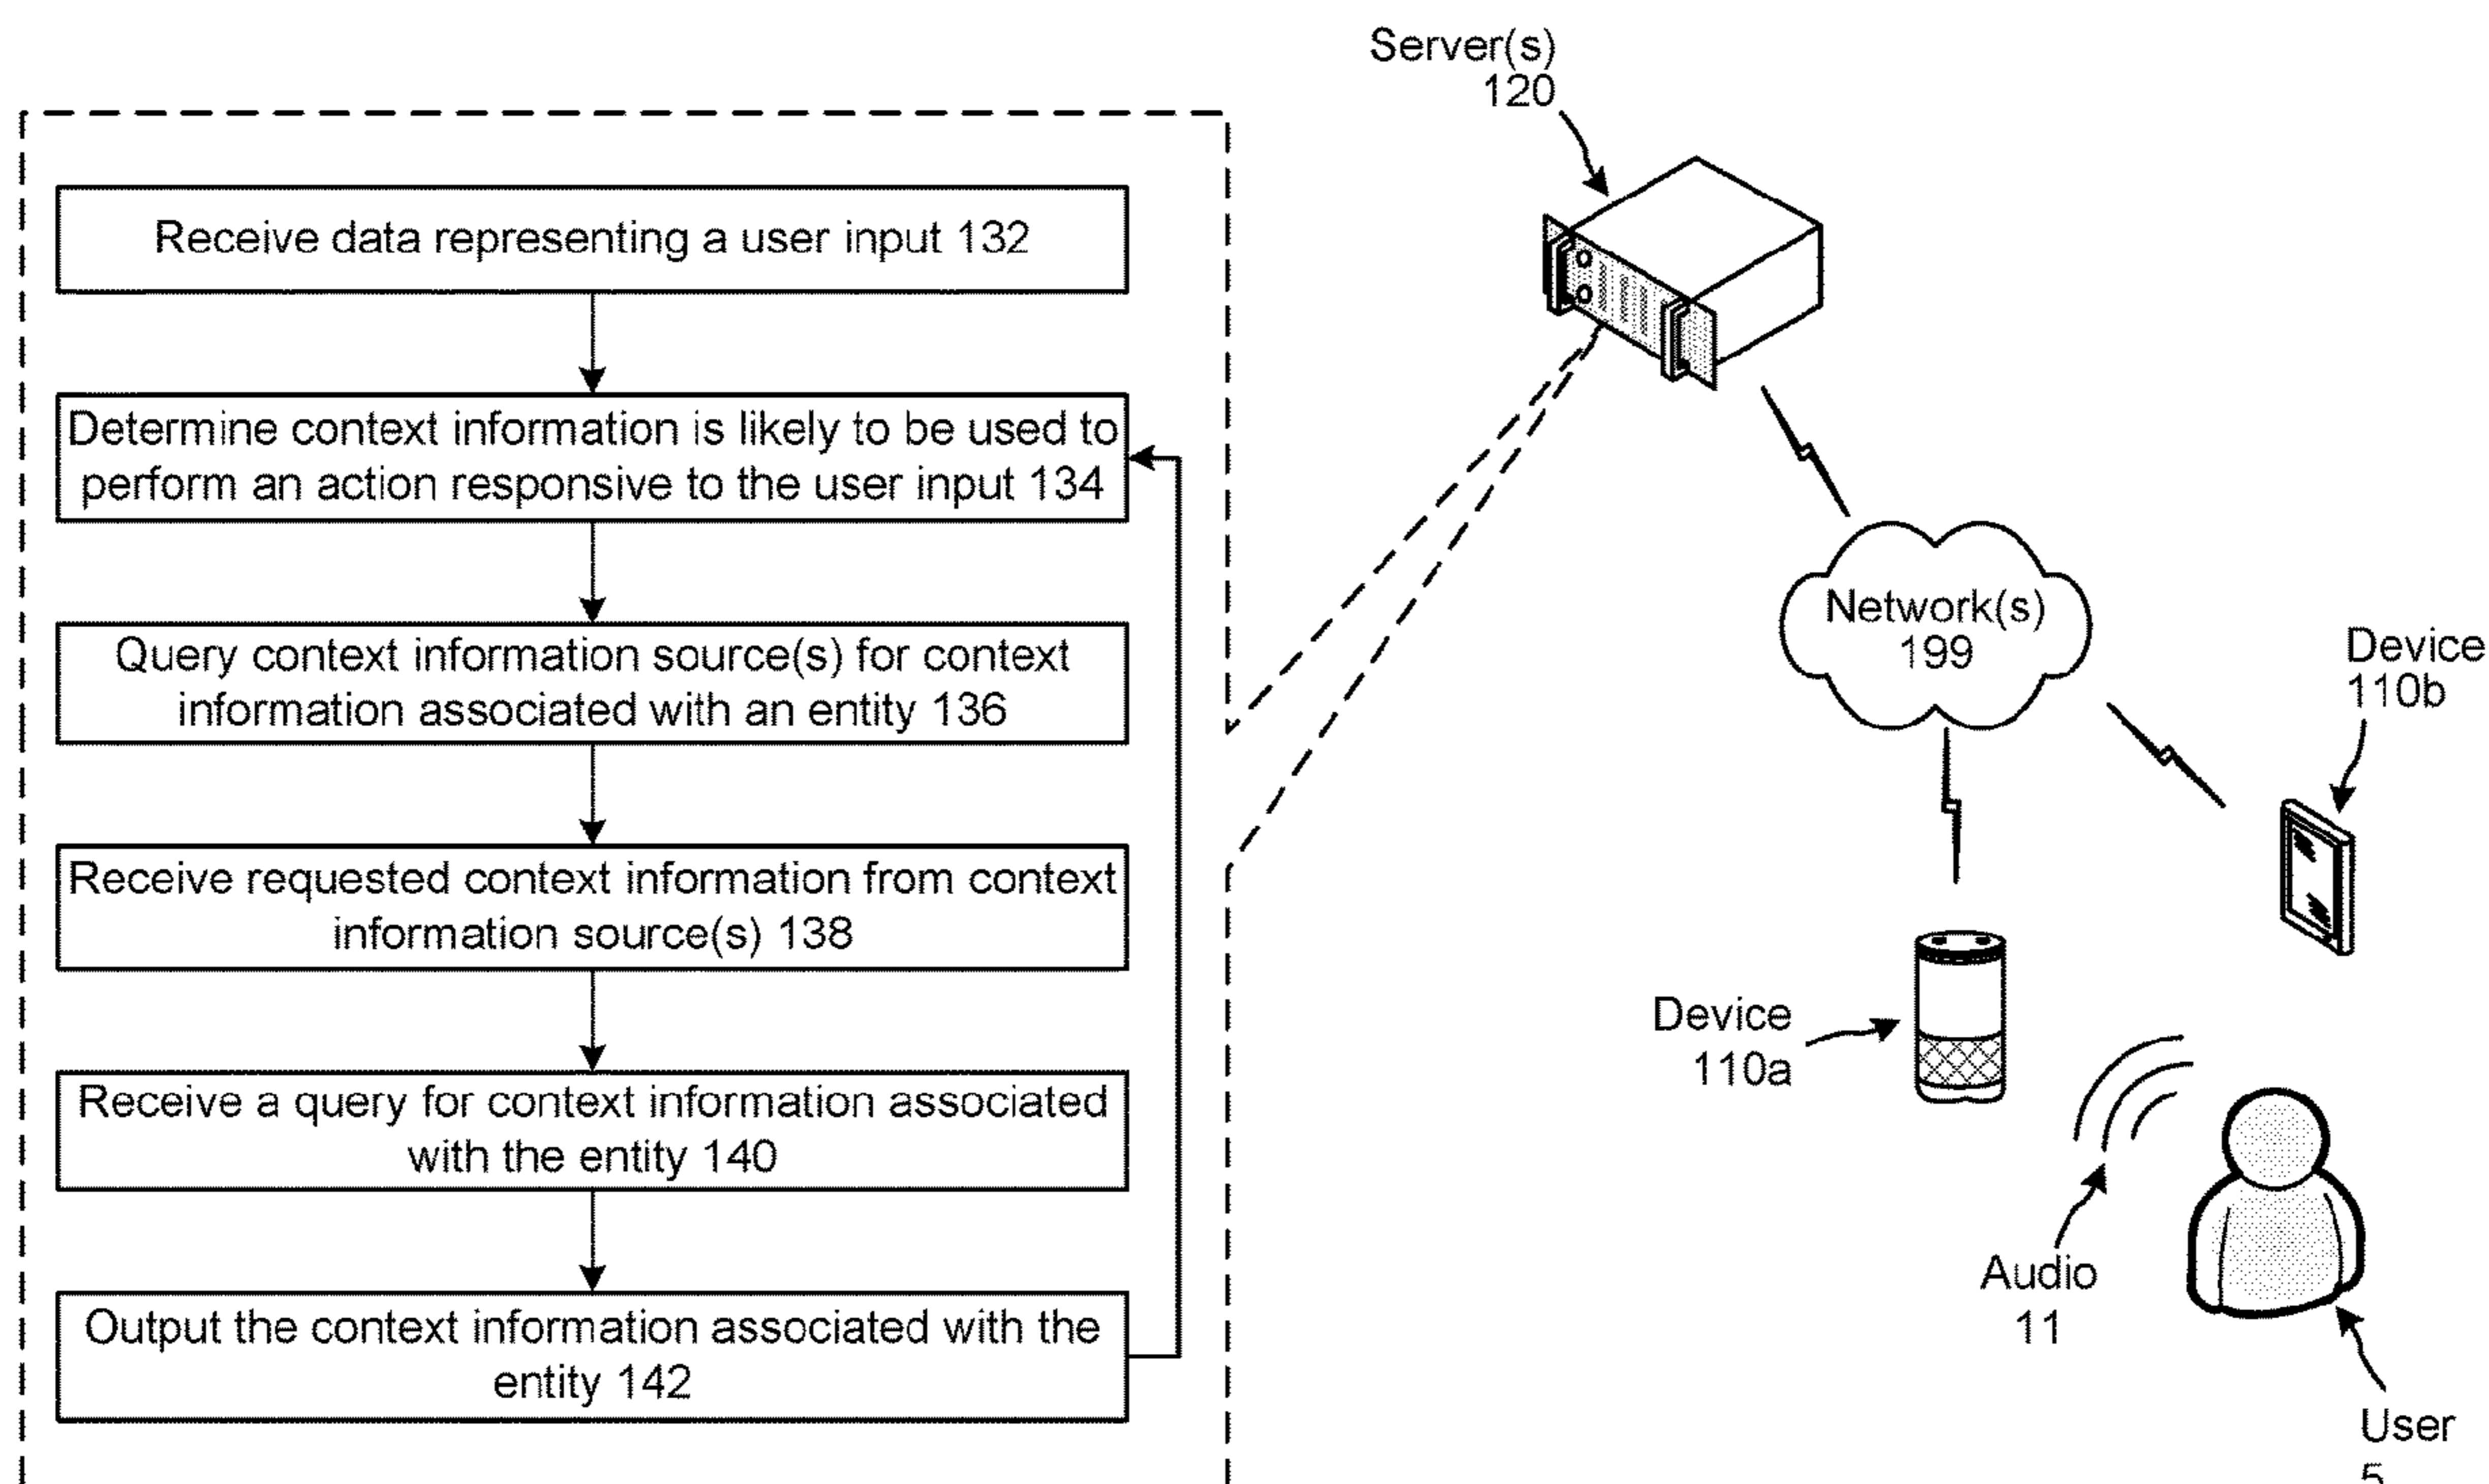 Server(s)
120
Receive data representing a user input 132
Determine context information is likely to be used to
perform an action responsive to the user input 134
Query context information source(s) for context
information associated with an entity 136
Receive requested context information from context
information source(s) 138
Receive a query for context information associated
with the entity 140
Output the context information associated with the
entity 142
Network(s)
199
Device
110b
Device
110a
Audio
11
User
5